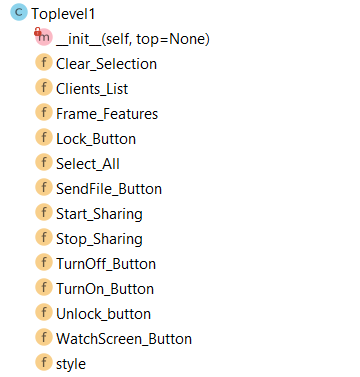 C Toplevel1
m __init__(self, top=None)
f Clear_Selection
f Clients_List
f Frame_Features
f Lock_Button
f Select_All
f SendFile_Button
f Start_Sharing
f Stop_Sharing
f TurnOff_Button
f TurnOn_Button
f Unlock_button
f WatchScreen_Button
f style